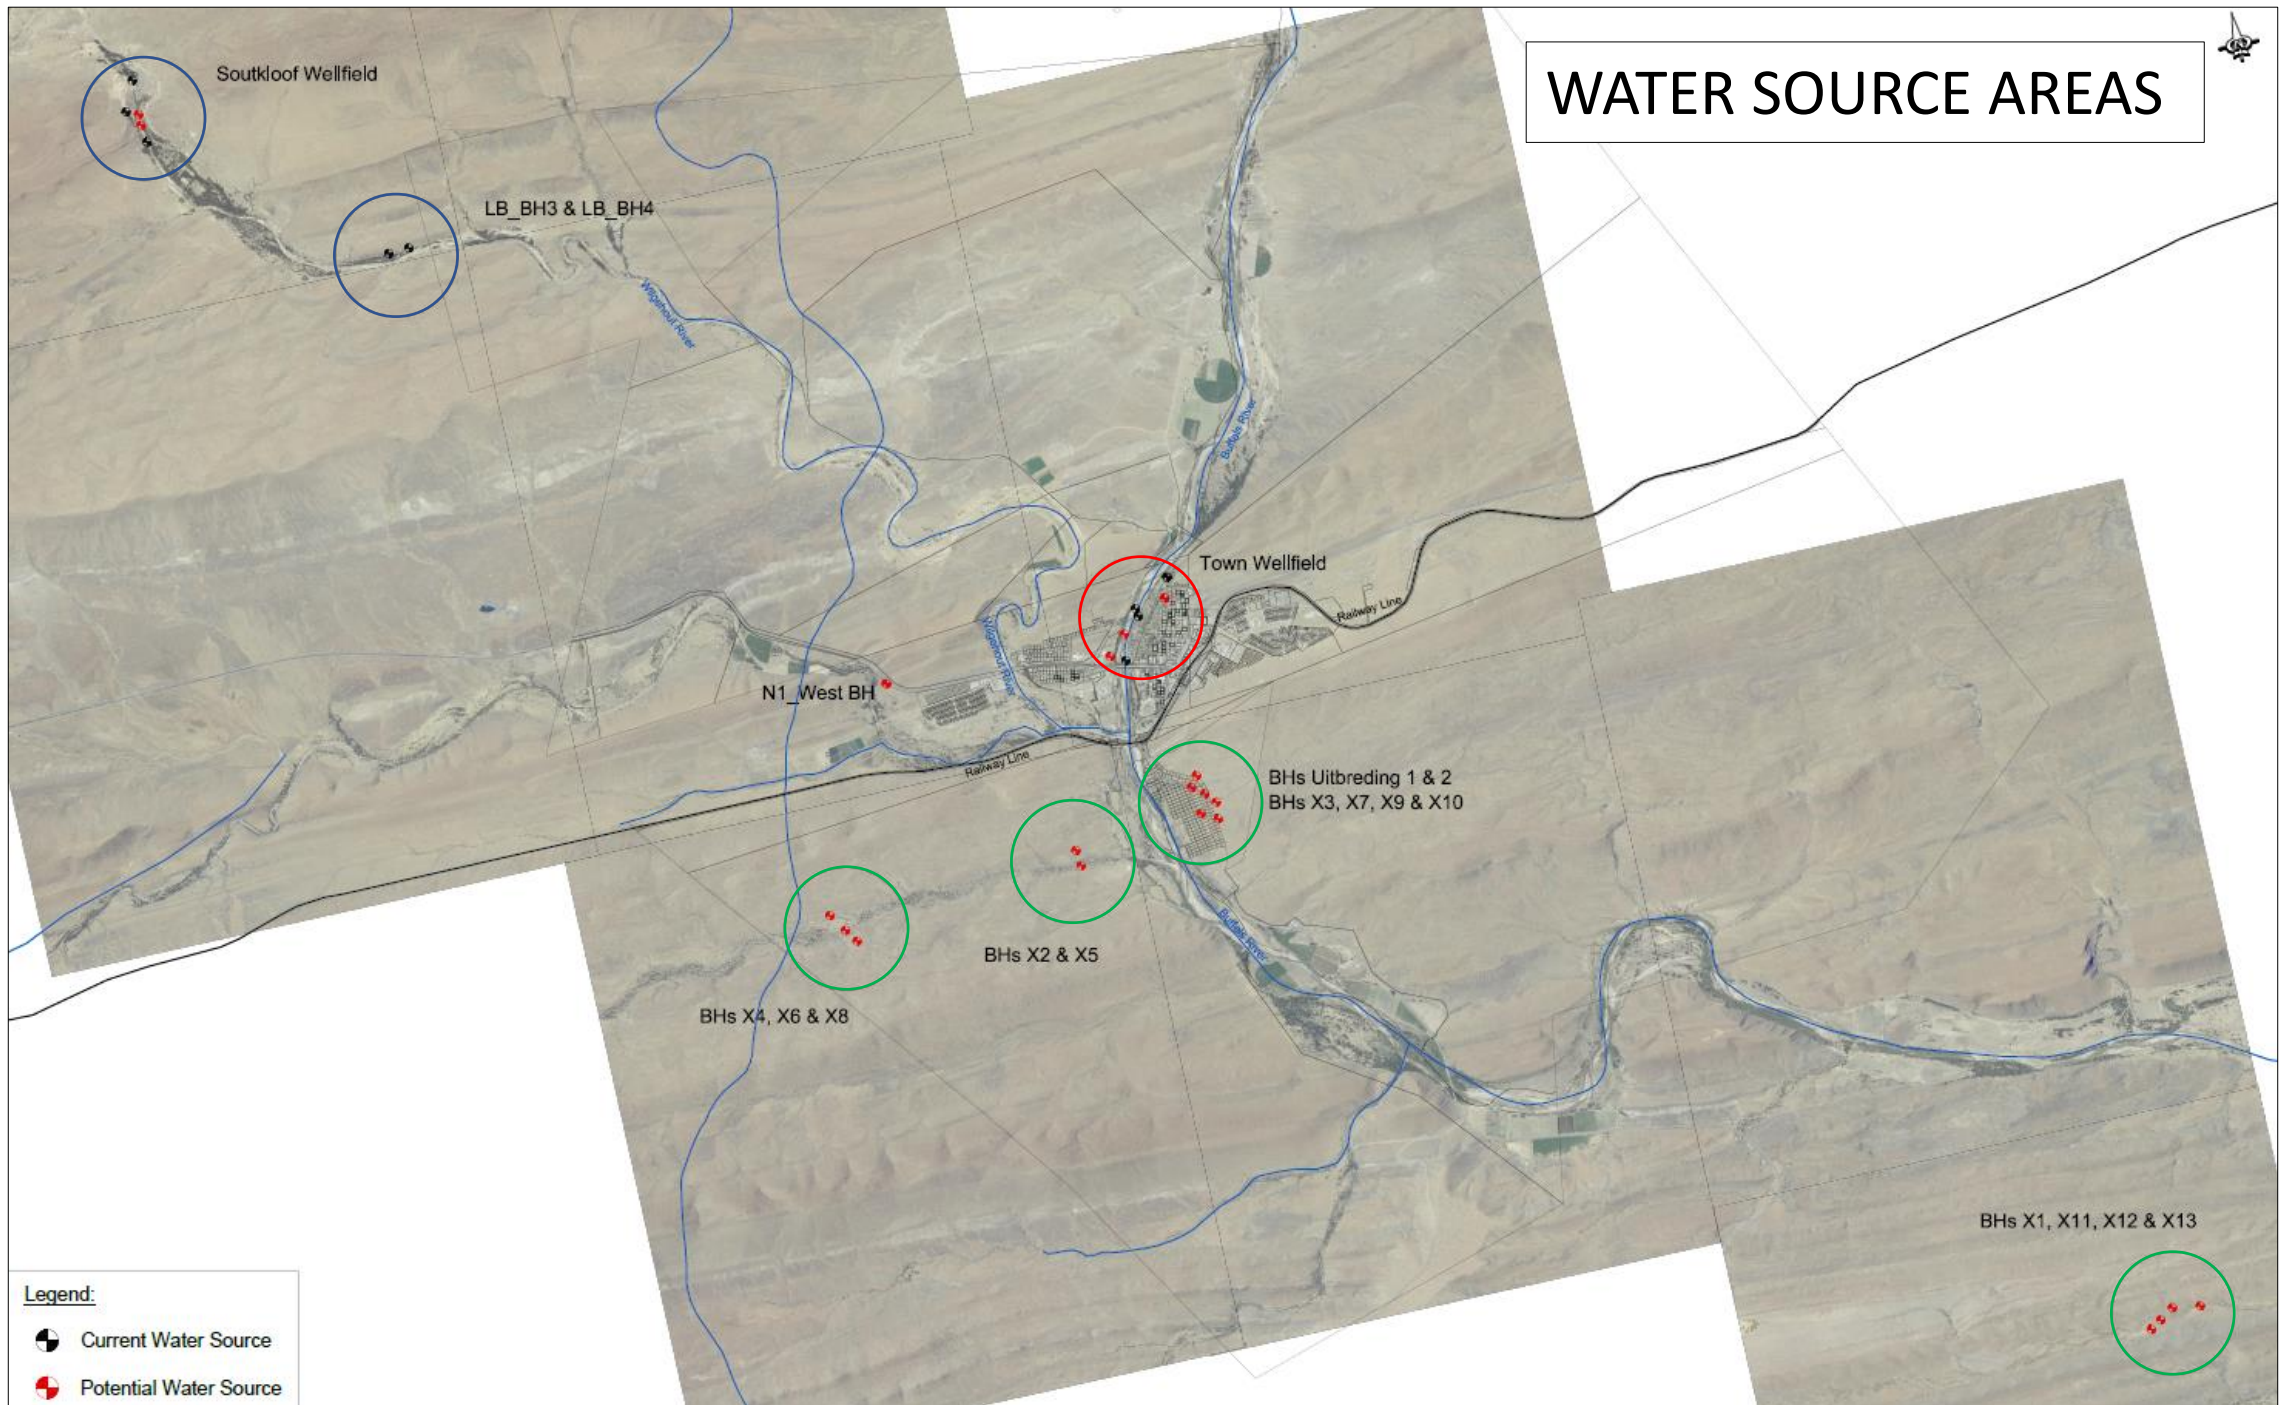 WATER SOURCE AREAS
Soutkloof Wellfield
LB_BH3 & LB_BH4
Wilgehout River
Buffels River
Town Wellfield
Railway Line
Wilgehout River
N1_West BH
Railway Line
BHs Uitbreding 1 & 2
BHs X3, X7, X9 & X10
Buffels River
BHs X2 & X5
BHs X4, X6 & X8
BHs X1, X11, X12 & X13
Legend:
Current Water Source
Potential Water Source